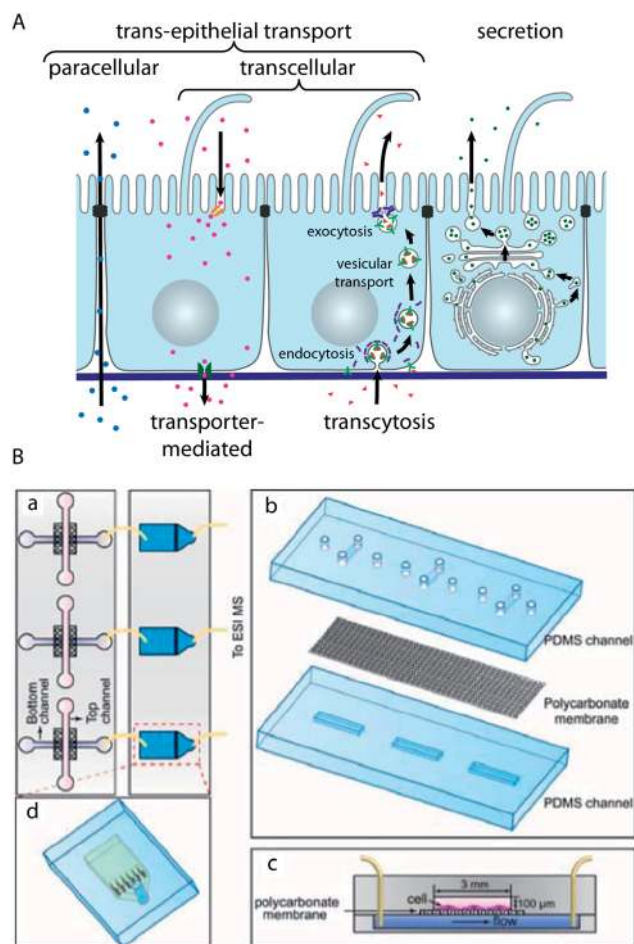 A
trans-epithelial transport
secretion
paracellular
transcellular
exocytosis
vesicular
transport
endocytosis
transporter-
mediated
transcytosis
B
a
Bottom
channel
Top
channel
To ESI MS
b
PDMS channel
Polycarbonate
membrane
PDMS channel
d
c
polycarbonate
membrane
cell
3 mm
100 μm
flow